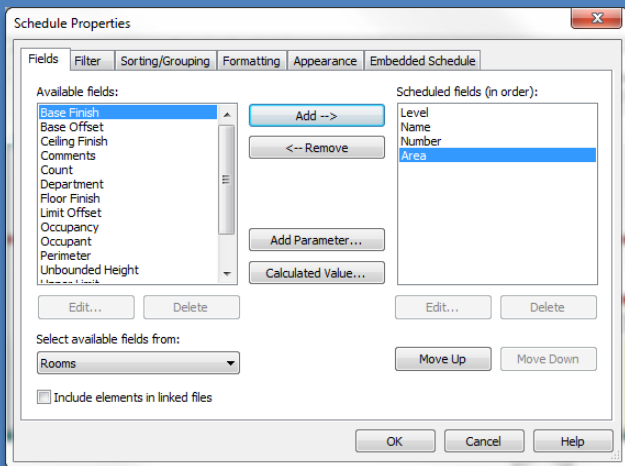 Schedule Properties
Fields
Filter
Sorting/Grouping
Formatting
Appearance
Embedded Schedule
Available fields:
Base Finish
Base Offset
Ceiling Finish
Comments
Count
Department
Floor Finish
Limit Offset
Occupancy
Occupant
Perimeter
Unbounded Height
Upper Limit
Add -->
<-- Remove
Add Parameter...
Calculated Value...
Scheduled fields (in order):
Level
Name
Number
Area
Edit...
Delete
Edit...
Delete
Select available fields from:
Rooms
Move Up
Move Down
Include elements in linked files
OK
Cancel
Help